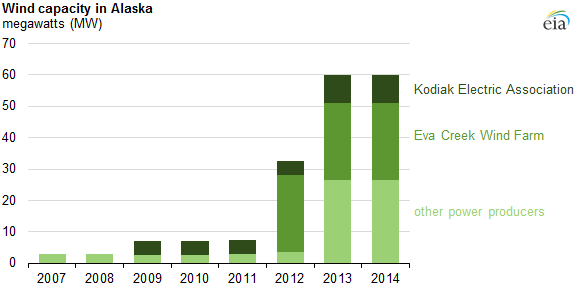 Wind capacity in Alaska
megawatts (MW)
eia
70
60
50
40
30
20
10
0
2007 2008 2009 2010 2011 2012 2013 2014
Kodiak Electric Association
Eva Creek Wind Farm
other power producers